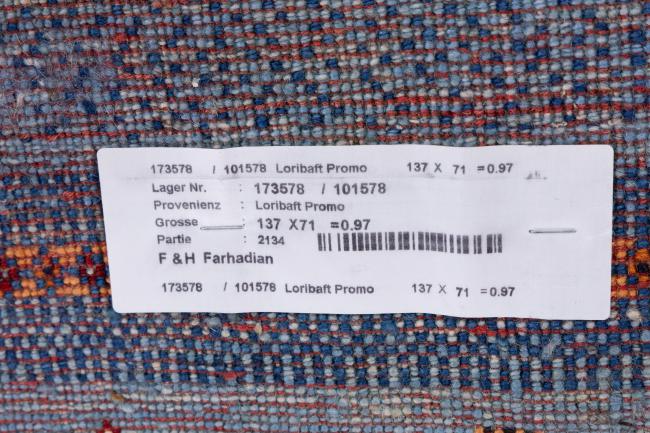 173578 / 101578 Loribaft Promo 137 X 71 =0.97
Lager Nr. : 173578 / 101578
Provenienz : Loribaft Promo
Grosse : 137 X71 =0.97
Partie : 2134
F & H Farhadian
173578 / 101578 Loribaft Promo 137 X 71 =0.97